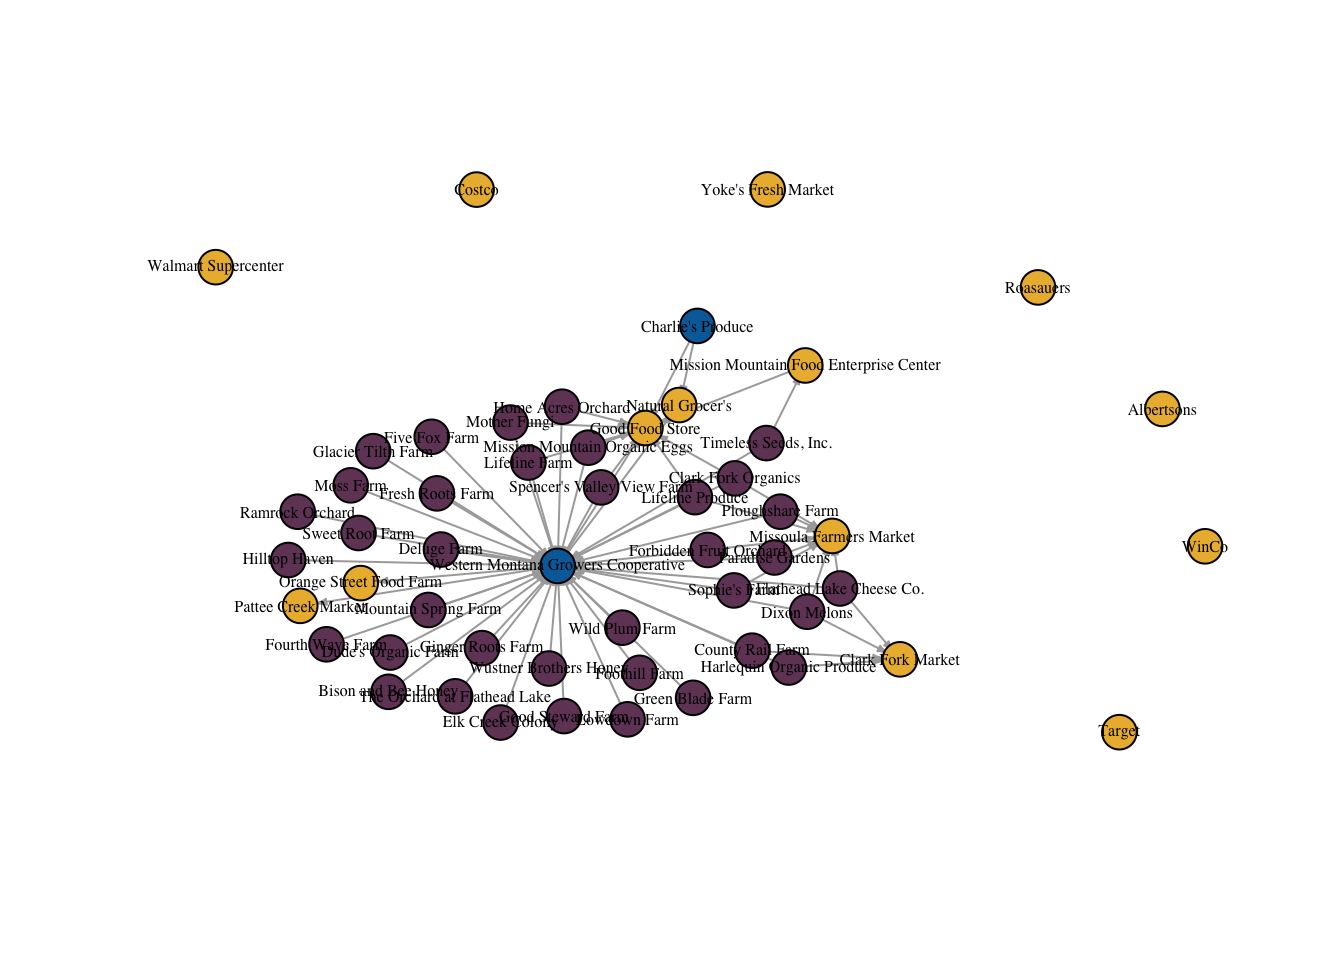 Costco
Yoke's Fresh Market
Walmart Supercenter
Roasauers
Charlie's Produce
Mission Mountain Food Enterprise Center
Natural Grocer's
Home Acres Orchard
Albertsons
Mother Fungi
Good Food Store
Five Fox Farm
Timeless Seeds, Inc.
Mission Mountain Organic Eggs
Glacier Tilth Farm
Lifeline Farm
Clark Fork Organics
Moss Farm
Spencer's Valley View Farm
Fresh Roots Farm
Lifeline Produce
Ramrock Orchard
Ploughshare Farm
Sweet Root Farm
Missoula Farmers Market
WinCo
Deluge Farm
Forbidden Fruit Orchard
Paradise Gardens
Hilltop Haven
Western Montana Growers Cooperative
Orange Street Food Farm
Sophie's Farm
Flathead Lake Cheese Co.
Pattee Creek Market
Mountain Spring Farm
Dixon Melons
Wild Plum Farm
Fourth Wave Farm
Ginger Roots Farm
Dude's Organic Farm
County Rail Farm
Clark Fork Market
Harlequin Organic Produce
Wustner Brothers Honey
Foothill Farm
Bison and Bee Honey
The Orchard at Flathead Lake
Green Blade Farm
Good Steward Farm
Elk Creek Colony
Lowdown Farm
Target